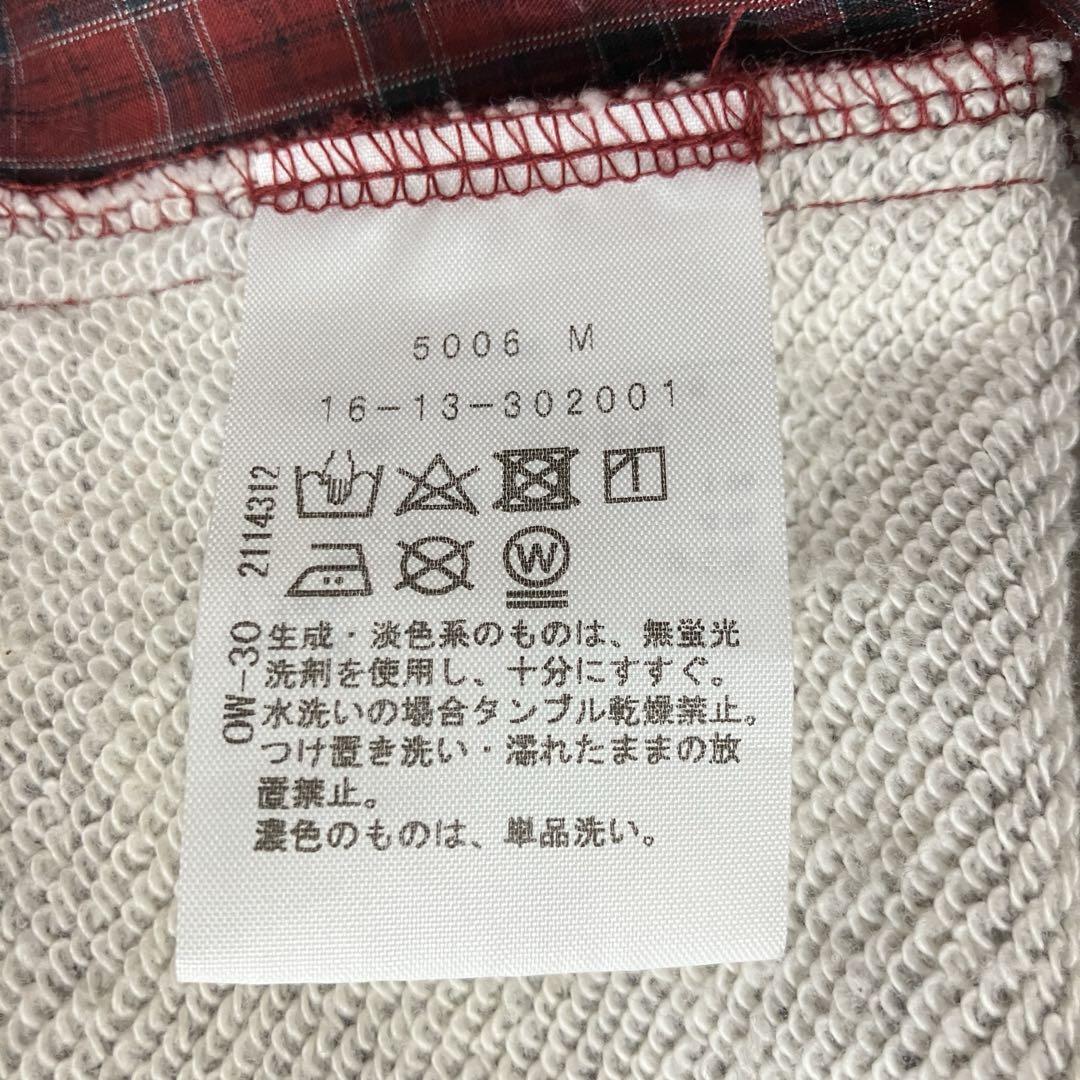 5006 M
16-13-302001
W
生成・淡色系のものは、無蛍光
洗剤を使用し、十分にすすぐ。
水洗いの場合タンブル乾燥禁止。
つけ置き洗い・濡れたままの放
置禁止。
濃色のものは、単品洗い。
OW-30 2114312